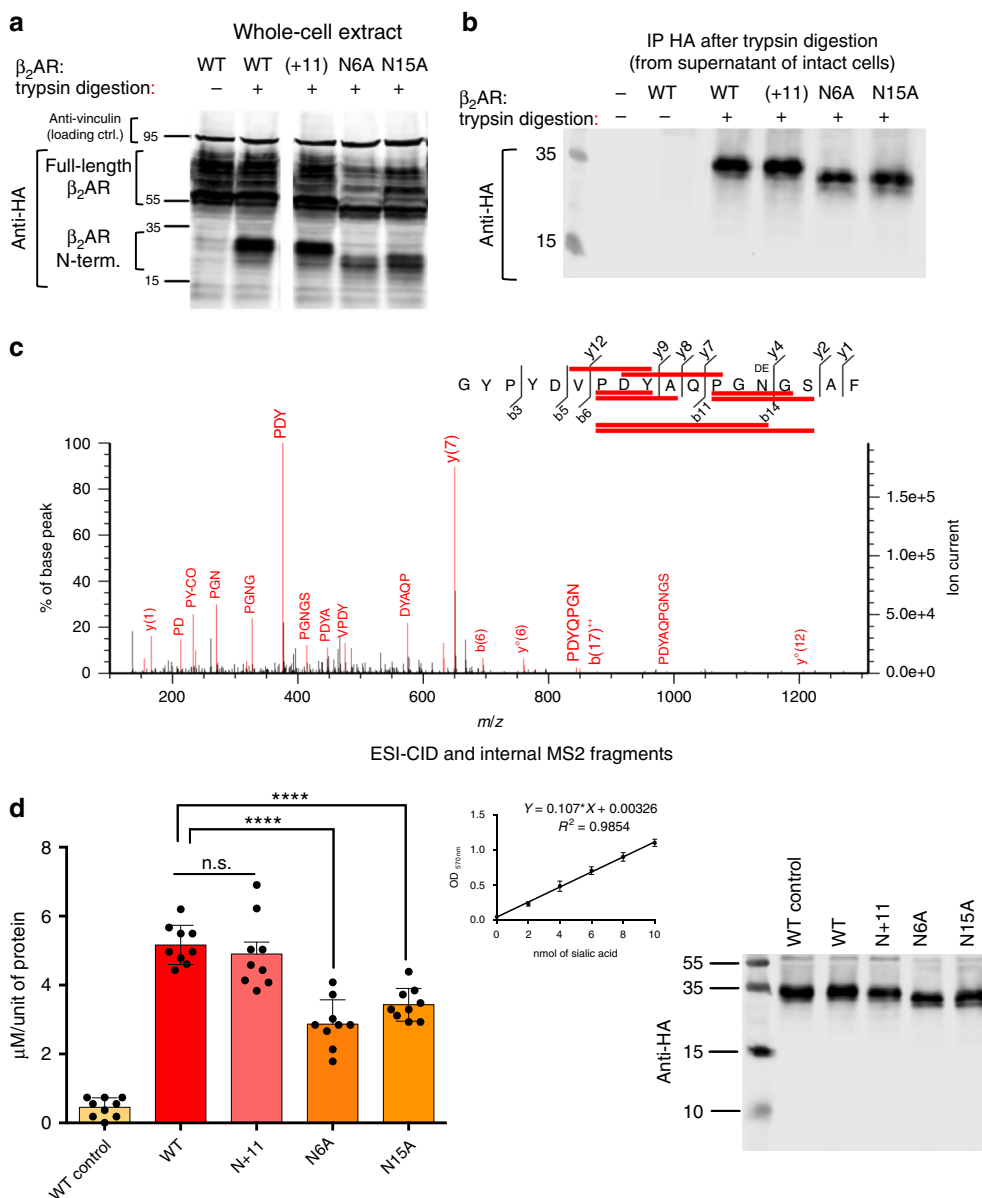 a
Whole-cell extract
β2AR: WT WT (+11) N6A N15A
trypsin digestion: – + + + +
Anti-vinculin
(loading ctrl.)
95
Full-length
β2AR
55
35
β2AR
N-term.
15
Anti-HA
b
IP HA after trypsin digestion
(from supernatant of intact cells)
β2AR: – WT WT (+11) N6A N15A
trypsin digestion: – – + + + +
35
15
Anti-HA
c
y12 y9 y8 y7 y4 y2 y1
DE
G Y P Y D V P D Y A Q P G N G S A F
b3 b5 b6 b11 b14
100
80
60
40
20
0
% of base peak
y(1)
PD
PY-CO
PGN
PGNG
PDY
PGNGS
PDYA
VPDY
DYAQP
y(7)
b(6)
y°(6)
PDYQPGN
b(17)++
PDYAQPGNGS
y°(12)
1.5e+5
1.0e+5
5.0e+4
0.0e+0
Ion current
200 400 600 800 1000 1200
m/z
ESI-CID and internal MS2 fragments
d
****
****
n.s.
8
6
4
2
0
μM/unit of protein
WT control
WT
N+11
N6A
N15A
Y = 0.107*X + 0.00326
R2 = 0.9854
1.5
1.0
0.5
0.0
OD 570 nm
0 2 4 6 8 10
nmol of sialic acid
WT control
WT
N+11
N6A
N15A
55
35
15
10
Anti-HA